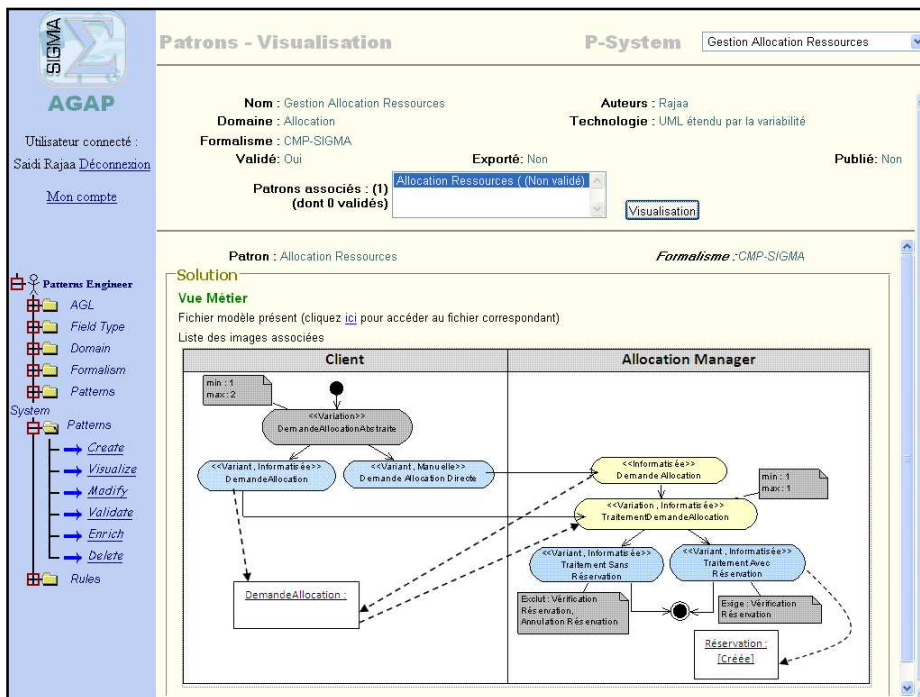 SIGMA
AGAP
Utilisateur connecté :
Saidi Rajaa Déconnexion
Mon compte
Patterns Engineer
AGL
Field Type
Domain
Formalism
Patterns
System
Patterns
Create
Visualize
Modify
Validate
Enrich
Delete
Rules
Patrons - Visualisation
P-System
Gestion Allocation Ressources
Nom : Gestion Allocation Ressources
Auteurs : Rajaa
Domaine : Allocation
Technologie : UML étendu par la variabilité
Formalisme : CMP-SIGMA
Validé: Oui
Exporté: Non
Publié: Non
Patrons associés : (1)
(dont 0 validés)
Allocation Ressources ( (Non validé)
Visualisation
Patron : Allocation Ressources
Formalisme :CMP-SIGMA
Solution
Vue Métier
Fichier modèle présent (cliquez ici pour accéder au fichier correspondant)
Liste des images associées
Client
Allocation Manager
min : 1
max : 2
<<Variation>>
DemandeAllocationAbstraite
<<Variant, Informatisée>>
DemandeAllocation
<<Variant, Manuelle>>
Demande Allocation Directe
<<Informatisée>>
Demande Allocation
min : 1
max : 1
<<Variation, Informatisée>>
TraitementDemandeAllocation
<<Variant, Informatisée>>
Traitement Sans
Réservation
<<Variant, Informatisée>>
Traitement Avec
Réservation
DemandeAllocation :
Exclut : Vérification
Réservation,
Annulation Réservation
Exige : Vérification
Réservation
Réservation :
[Créée]